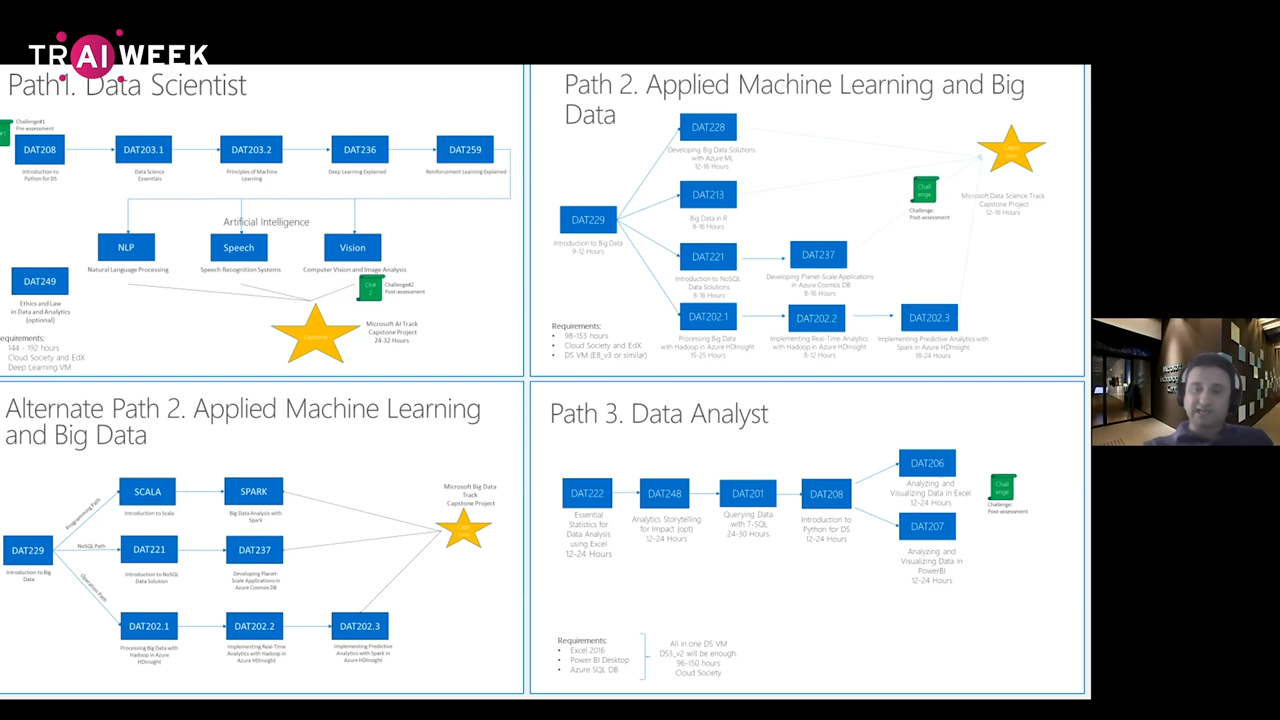 TRAI WEEK
Path1. Data Scientist
Challenge#1
Pre-assessment
DAT208
DAT203.1
DAT203.2
DAT236
DAT259
Introduction to
Python for DS
Data Science
Essentials
Principles of Machine
Learning
Deep Learning Explained
Reinforcement Learning Explained
Artificial Intelligence
NLP
Speech
Vision
Natural Language Processing
Speech Recognition Systems
Computer Vision and Image Analysis
DAT249
Ethics and Law
in Data and Analytics
(optional)
Challenge#2
Post-assessment
Capstone
Microsoft AI Track
Capstone Project
24-32 Hours
equirements:
144 - 192 hours
Cloud Society and EdX
Deep Learning VM
Path 2. Applied Machine Learning and Big
Data
DAT228
Developing Big Data Solutions
with Azure ML
12-16 Hours
DAT213
Big Data in R
8-16 Hours
DAT229
Introduction to Big Data
9-12 Hours
DAT221
Introduction to NoSQL
Data Solutions
8-16 Hours
DAT237
Developing Planet-Scale Applications
in Azure Cosmos DB
8-16 Hours
DAT202.1
Processing Big Data
with Hadoop in Azure HDInsight
15-25 Hours
DAT202.2
Implementing Real-Time Analytics
with Hadoop in Azure HDInsight
8-12 Hours
DAT202.3
Implementing Predictive Analytics with
Spark in Azure HDInsight
18-24 Hours
Chall
enge
Challenge:
Post-assessment
Microsoft Data Science Track
Capstone Project
12-16 Hours
Requirements:
• 98-153 hours
• Cloud Society and EdX
• DS VM (E8_v3 or similar)
Alternate Path 2. Applied Machine Learning
and Big Data
Programming Path
NoSQL Path
Operation Path
DAT229
Introduction to Big
Data
SCALA
Introduction to Scala
SPARK
Big Data Analysis with
Spark
DAT221
Introduction to NoSQL
Data Solution
DAT237
Developing Planet-
Scale Applications in
Azure Cosmos DB
DAT202.1
Processing Big Data with
Hadoop in Azure
HDInsight
DAT202.2
Implementing Real-Time
Analytics with Hadoop in
Azure HDInsight
DAT202.3
Implementing Predictive
Analytics with Spark in
Azure HDInsight
Microsoft Big Data
Track
Capstone Project
Path 3. Data Analyst
DAT222
Essential
Statistics for
Data Analysis
using Excel
12-24 Hours
DAT248
Analytics Storytelling
for Impact (opt)
12-24 Hours
DAT201
Querying Data
with T-SQL
24-30 Hours
DAT208
Introduction to
Python for DS
12-24 Hours
DAT206
Analyzing and
Visualizing Data in Excel
12-24 Hours
DAT207
Analyzing and
Visualizing Data in
PowerBI
12-24 Hours
Chall
enge
Challenge:
Post-assessment
Requirements:
• Excel 2016
• Power BI Desktop
• Azure SQL DB
All in one DS VM
DS3_v2 will be enough
96-150 hours
Cloud Society